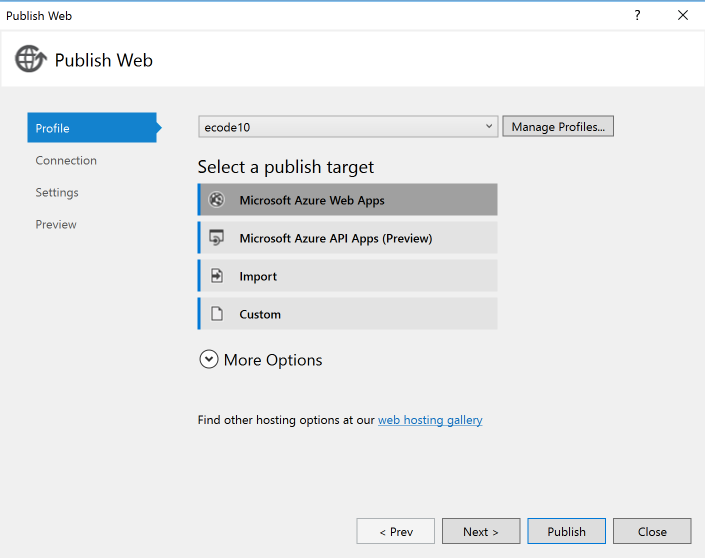 Publish Web
?
Publish Web
Profile
Connection
Settings
Preview
ecode10
Manage Profiles...
Select a publish target
Microsoft Azure Web Apps
Microsoft Azure API Apps (Preview)
Import
Custom
More Options
Find other hosting options at our web hosting gallery
< Prev
Next >
Publish
Close